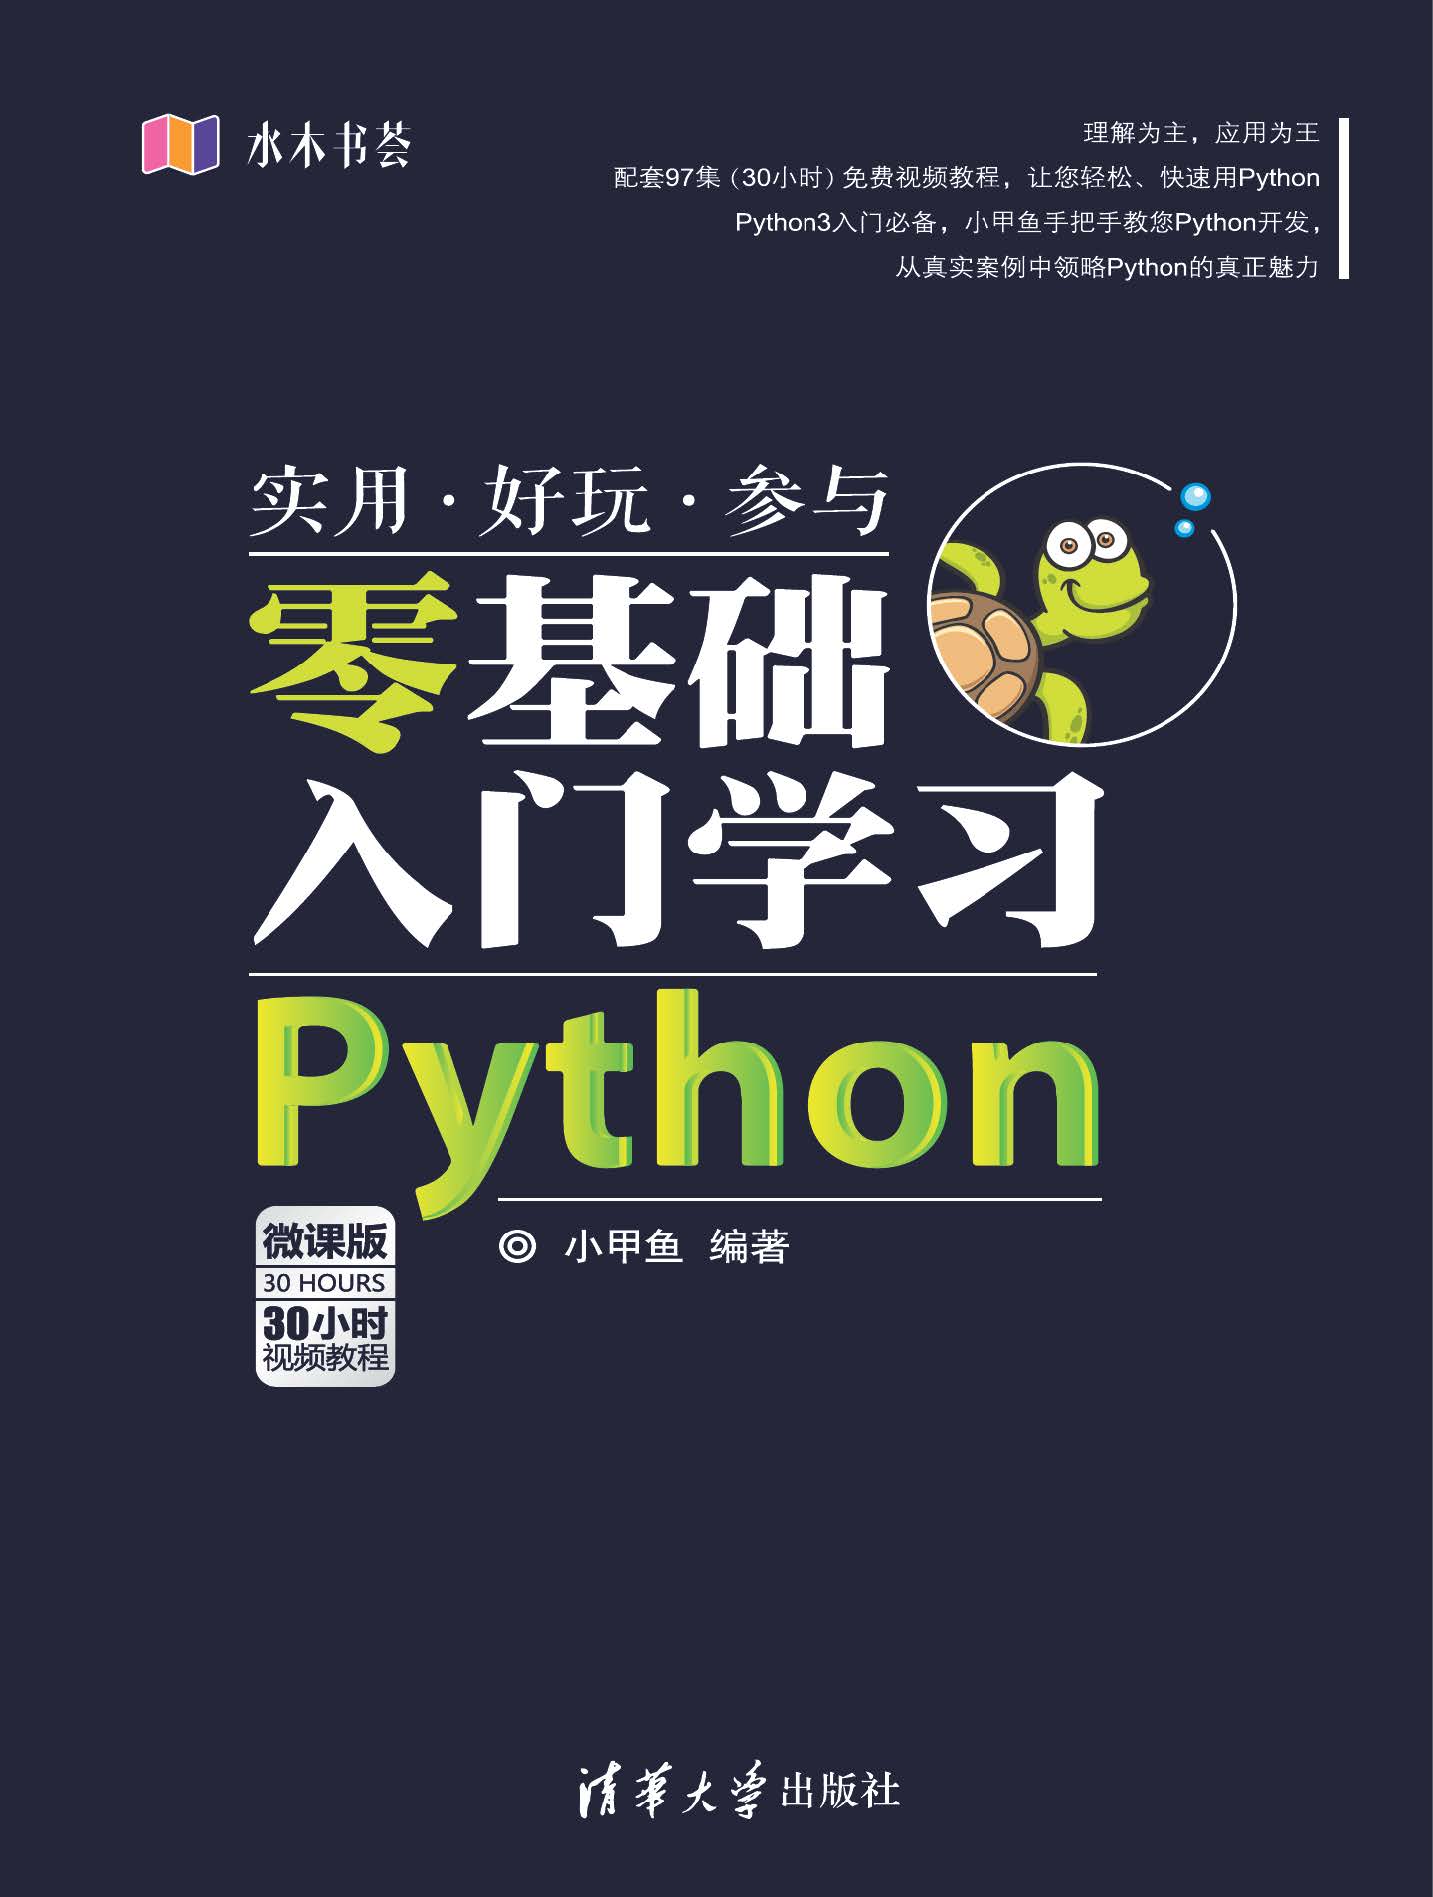 水木书荟
理解为主，应用为王
配套97集（30小时）免费视频教程，让您轻松、快速用Python
Python3入门必备，小甲鱼手把手教您Python开发，
从真实案例中领略Python的真正魅力
实用·好玩·参与
零基础
入门学习
Python
微课版
30 HOURS
30小时
视频教程
小甲鱼 编著
清华大学出版社